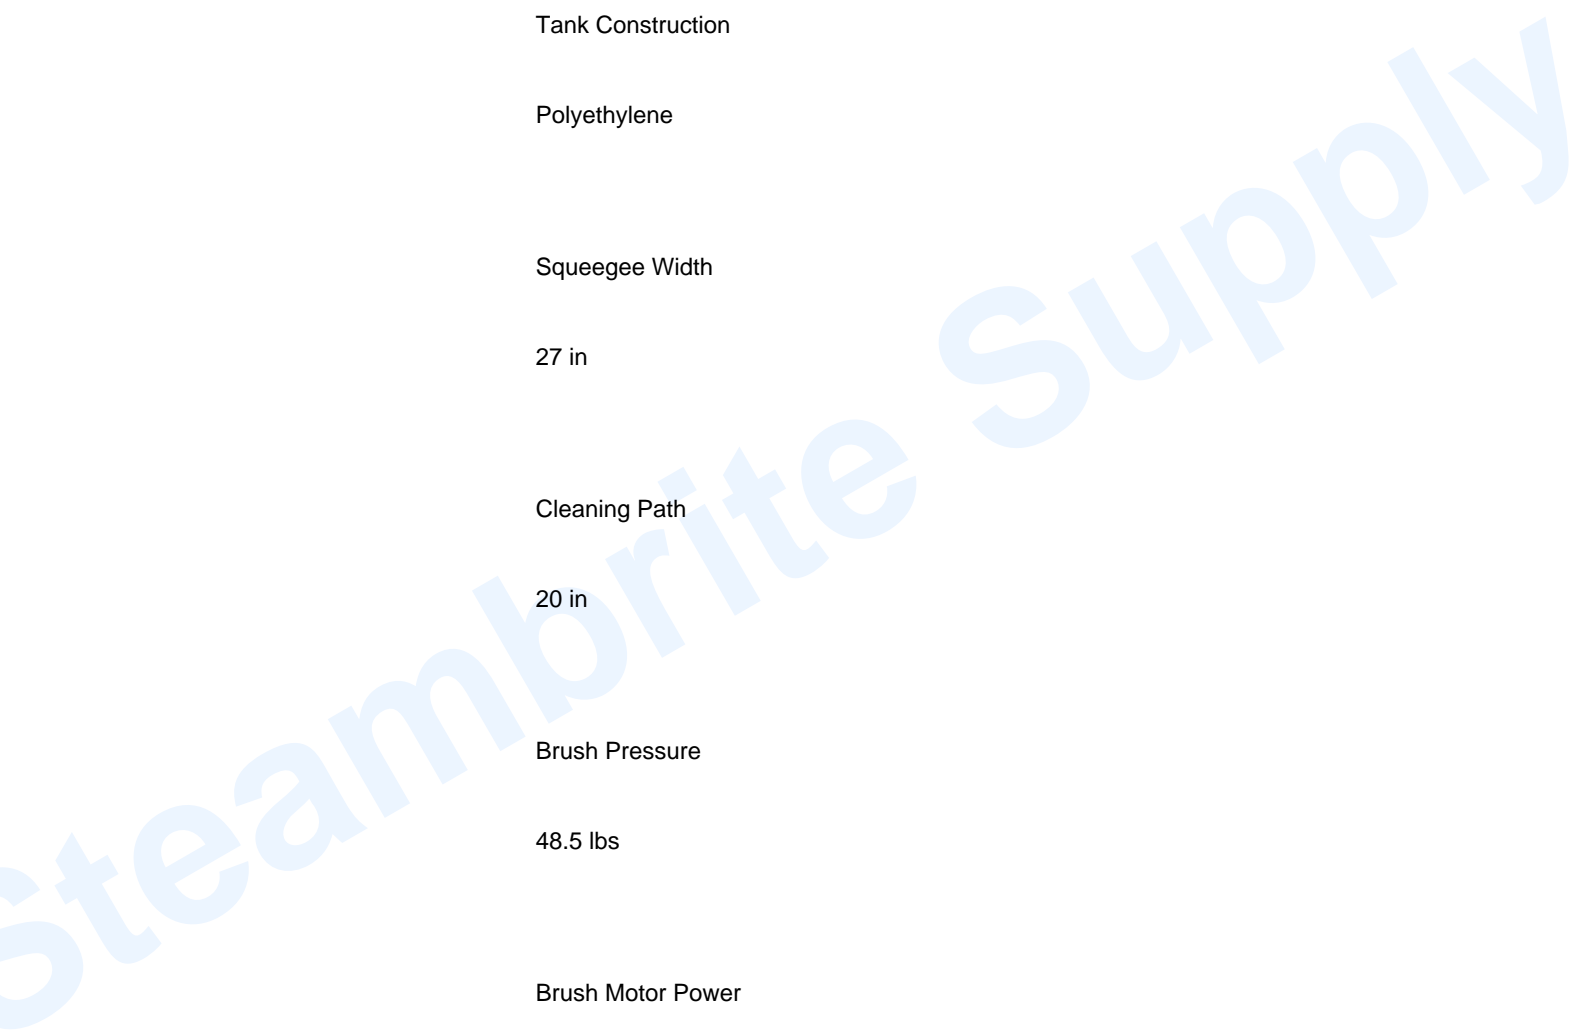 Tank Construction
Polyethylene
Squeegee Width
27 in
Cleaning Path
20 in
Brush Pressure
48.5 lbs
Brush Motor Power
Steambrite Supply